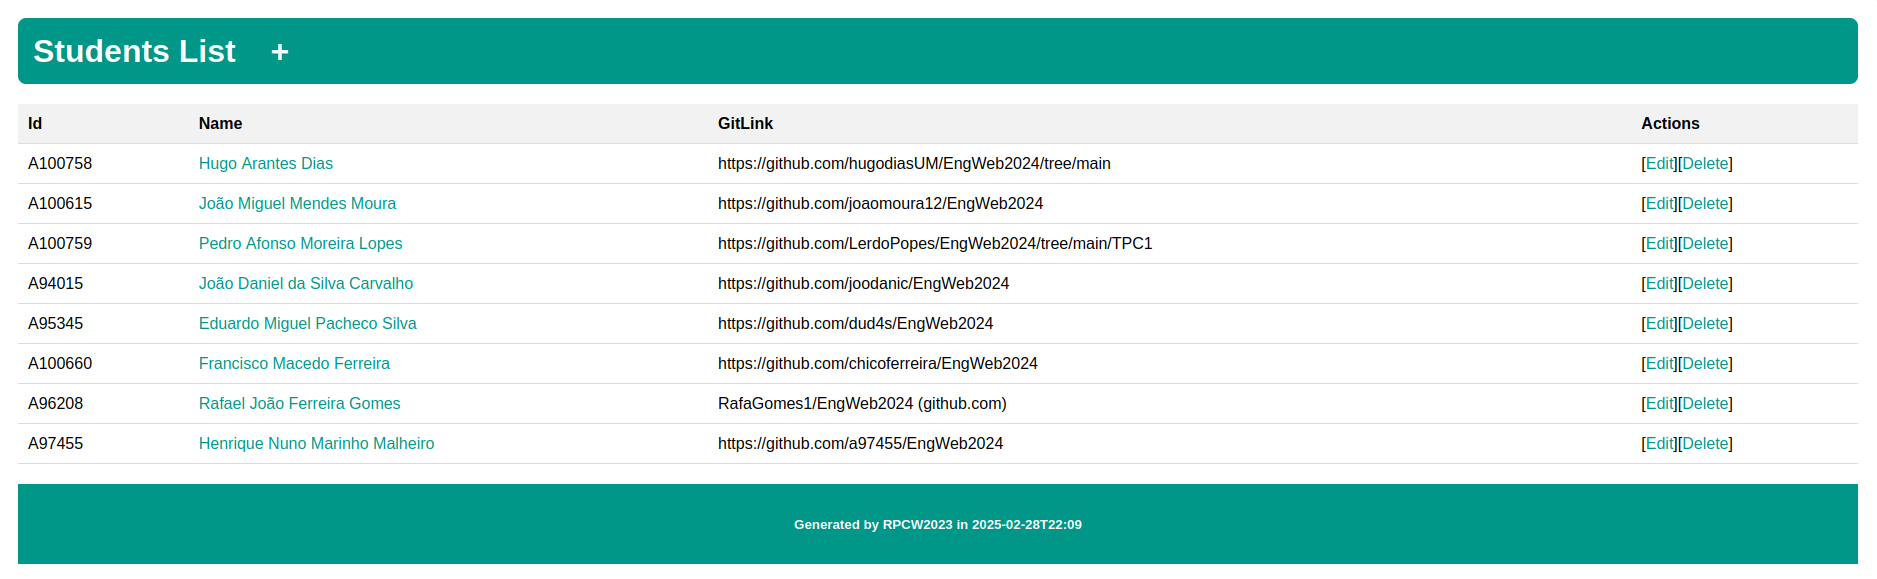 Students List +
Id Name GitLink Actions
A100758 Hugo Arantes Dias https://github.com/hugodiasUM/EngWeb2024/tree/main [Edit][Delete]
A100615 João Miguel Mendes Moura https://github.com/joaomoura12/EngWeb2024 [Edit][Delete]
A100759 Pedro Afonso Moreira Lopes https://github.com/LerdoPopes/EngWeb2024/tree/main/TPC1 [Edit][Delete]
A94015 João Daniel da Silva Carvalho https://github.com/joodanic/EngWeb2024 [Edit][Delete]
A95345 Eduardo Miguel Pacheco Silva https://github.com/dud4s/EngWeb2024 [Edit][Delete]
A100660 Francisco Macedo Ferreira https://github.com/chicoferreira/EngWeb2024 [Edit][Delete]
A96208 Rafael João Ferreira Gomes RafaGomes1/EngWeb2024 (github.com) [Edit][Delete]
A97455 Henrique Nuno Marinho Malheiro https://github.com/a97455/EngWeb2024 [Edit][Delete]
Generated by RPCW2023 in 2025-02-28T22:09